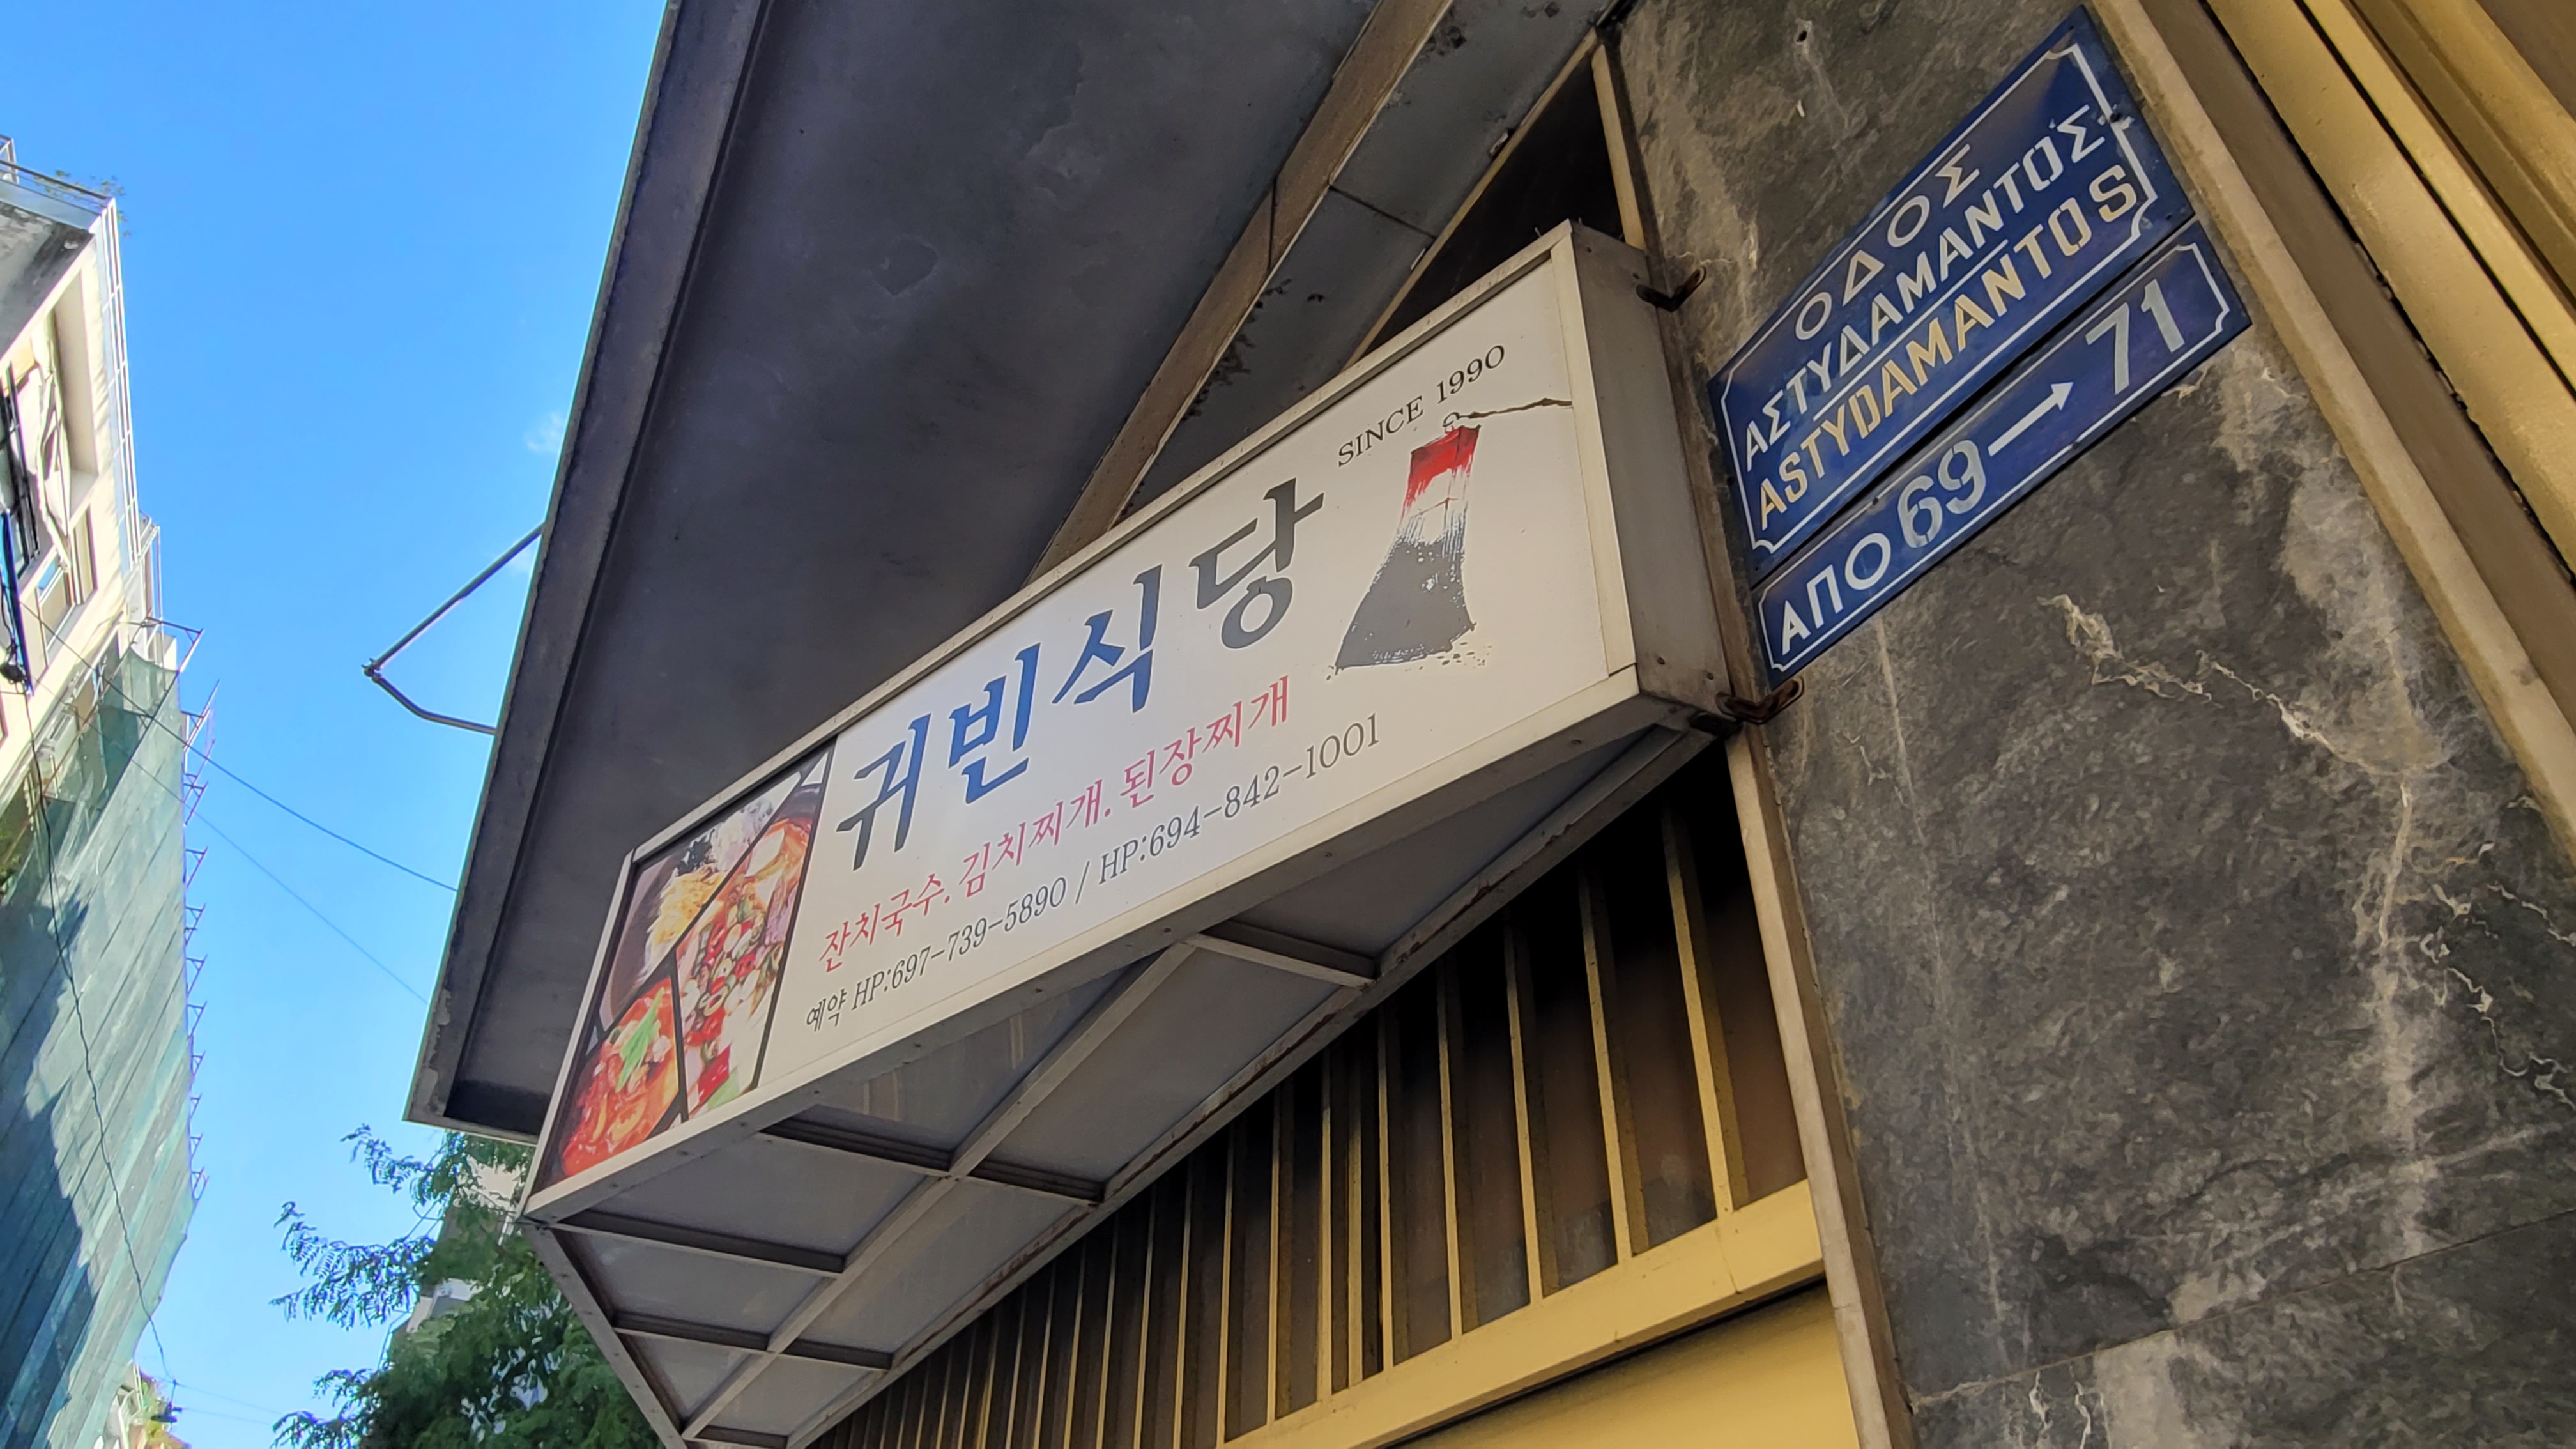 SINCE 1990
귀빈식당
잔치국수. 김치찌개. 된장찌개
예약 HP:697-739-5890 / HP:694-842-1001
ΟΔΟΣ
ΑΣΤΥΔΑΜΑΝΤΟΣ
ASTYDAMANTOS
ΑΠΟ 69→71